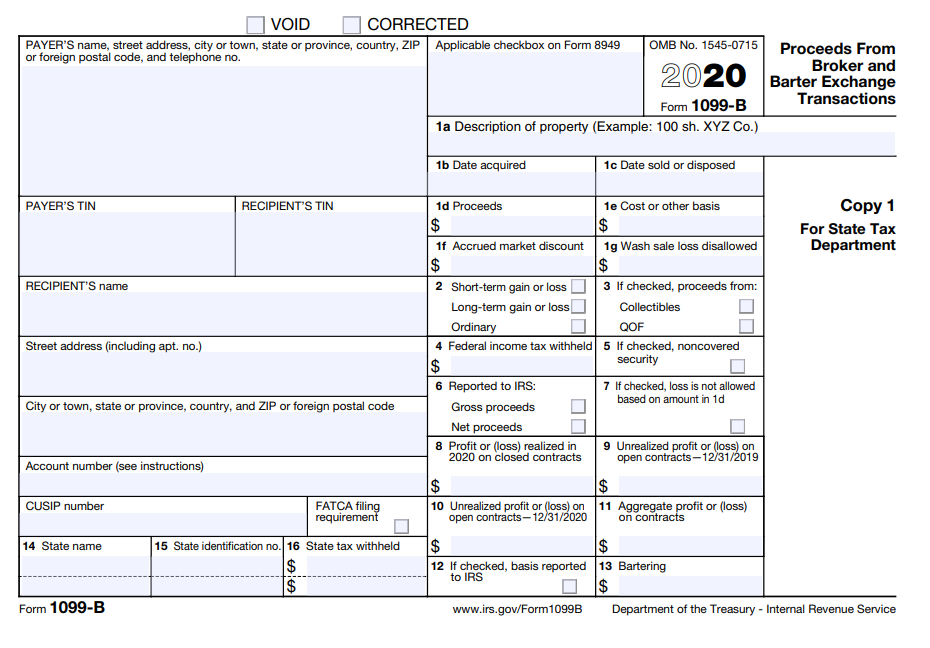 VOID CORRECTED
PAYER'S name, street address, city or town, state or province, country, ZIP
or foreign postal code, and telephone no.
Applicable checkbox on Form 8949
OMB No. 1545-0715
2020
Form 1099-B
Proceeds From
Broker and
Barter Exchange
Transactions
1a Description of property (Example: 100 sh. XYZ Co.)
1b Date acquired
1c Date sold or disposed
PAYER'S TIN
RECIPIENT'S TIN
1d Proceeds
$
1e Cost or other basis
$
Copy 1
For State Tax
Department
1f Accrued market discount
$
1g Wash sale loss disallowed
$
RECIPIENT'S name
2 Short-term gain or loss
Long-term gain or loss
Ordinary
3 If checked, proceeds from:
Collectibles
QOF
Street address (including apt. no.)
4 Federal income tax withheld
$
5 If checked, noncovered
security
City or town, state or province, country, and ZIP or foreign postal code
6 Reported to IRS:
Gross proceeds
Net proceeds
7 If checked, loss is not allowed
based on amount in 1d
Account number (see instructions)
8 Profit or (loss) realized in
2020 on closed contracts
$
9 Unrealized profit or (loss) on
open contracts—12/31/2019
$
CUSIP number
FATCA filing
requirement
10 Unrealized profit or (loss) on
open contracts—12/31/2020
$
11 Aggregate profit or (loss)
on contracts
$
14 State name
15 State identification no.
16 State tax withheld
$
$
12 If checked, basis reported
to IRS
13 Bartering
$
Form 1099-B
www.irs.gov/Form1099B
Department of the Treasury - Internal Revenue Service